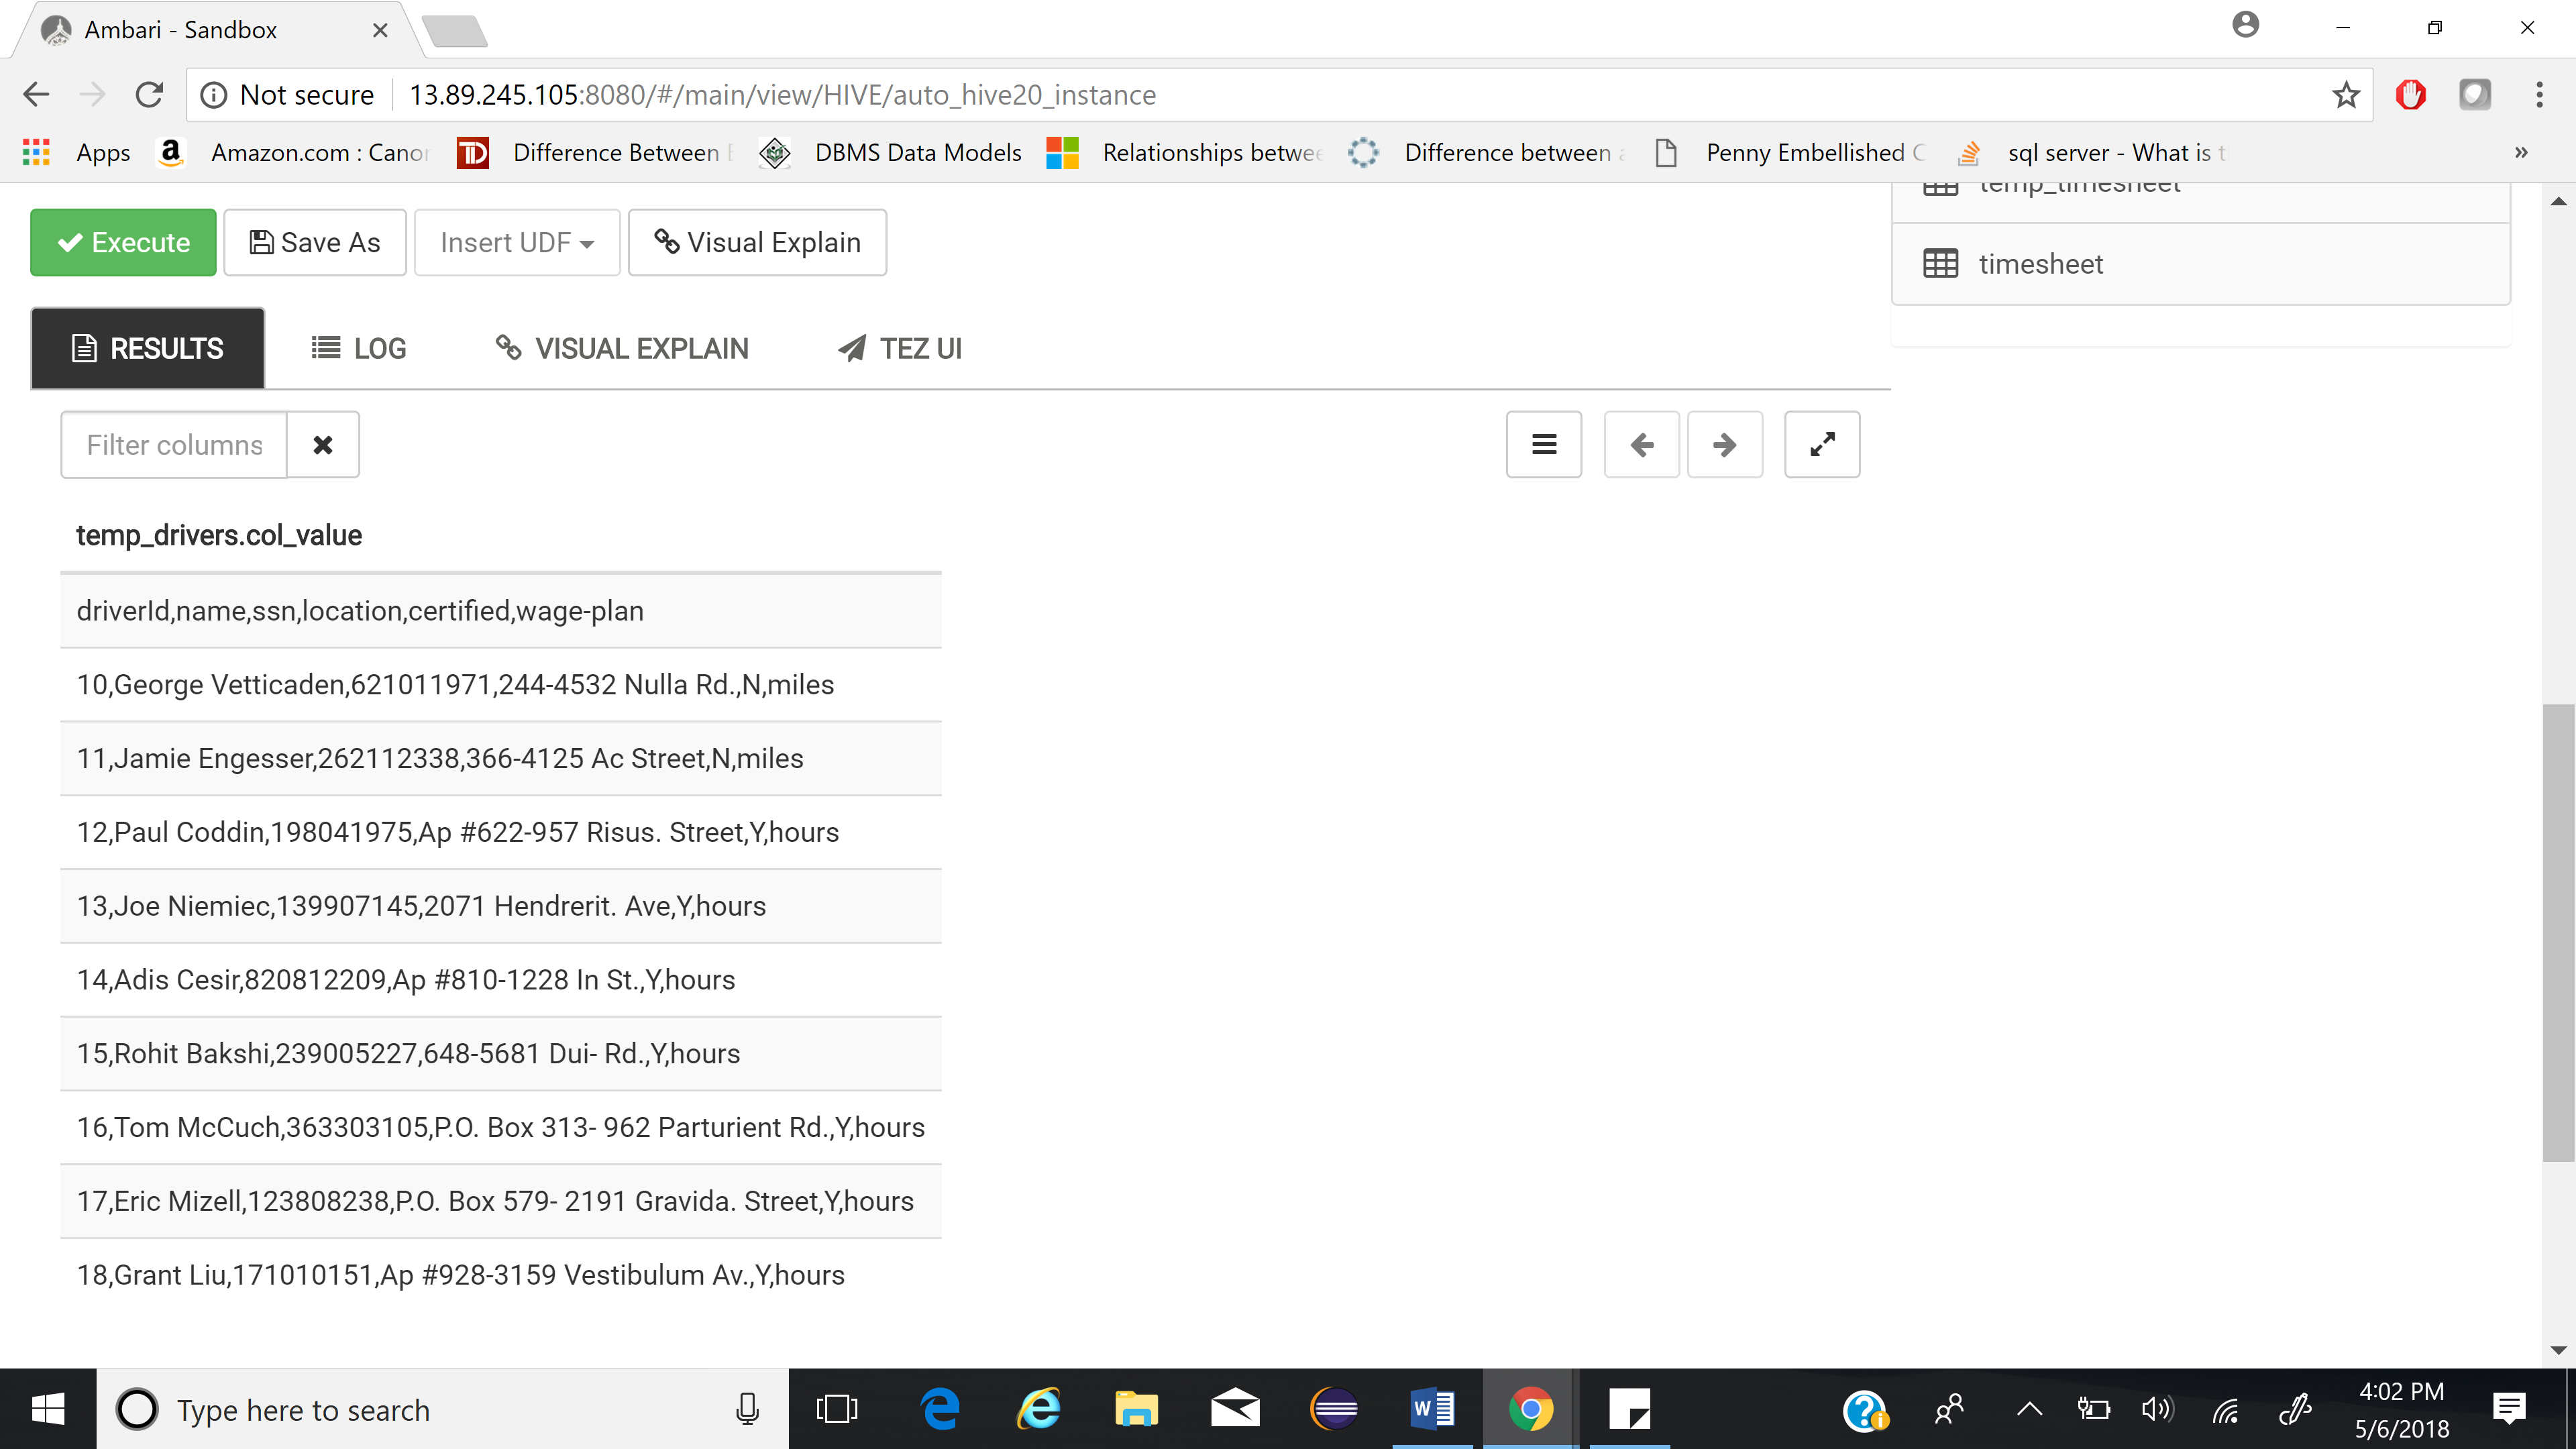 Ambari - Sandbox
Not secure 13.89.245.105:8080/#/main/view/HIVE/auto_hive20_instance
Apps Amazon.com : Canon Difference Between DBMS Data Models Relationships betwee Difference between Penny Embellished sql server - What is t »
temp_timesheet
Execute Save As Insert UDF Visual Explain
timesheet
RESULTS LOG VISUAL EXPLAIN TEZ UI
Filter columns
temp_drivers.col_value
driverId,name,ssn,location,certified,wage-plan
10,George Vetticaden,621011971,244-4532 Nulla Rd.,N,miles
11,Jamie Engesser,262112338,366-4125 Ac Street,N,miles
12,Paul Coddin,198041975,Ap #622-957 Risus. Street,Y,hours
13,Joe Niemiec,139907145,2071 Hendrerit. Ave,Y,hours
14,Adis Cesir,820812209,Ap #810-1228 In St.,Y,hours
15,Rohit Bakshi,239005227,648-5681 Dui- Rd.,Y,hours
16,Tom McCuch,363303105,P.O. Box 313- 962 Parturient Rd.,Y,hours
17,Eric Mizell,123808238,P.O. Box 579- 2191 Gravida. Street,Y,hours
18,Grant Liu,171010151,Ap #928-3159 Vestibulum Av.,Y,hours
Type here to search
4:02 PM
5/6/2018